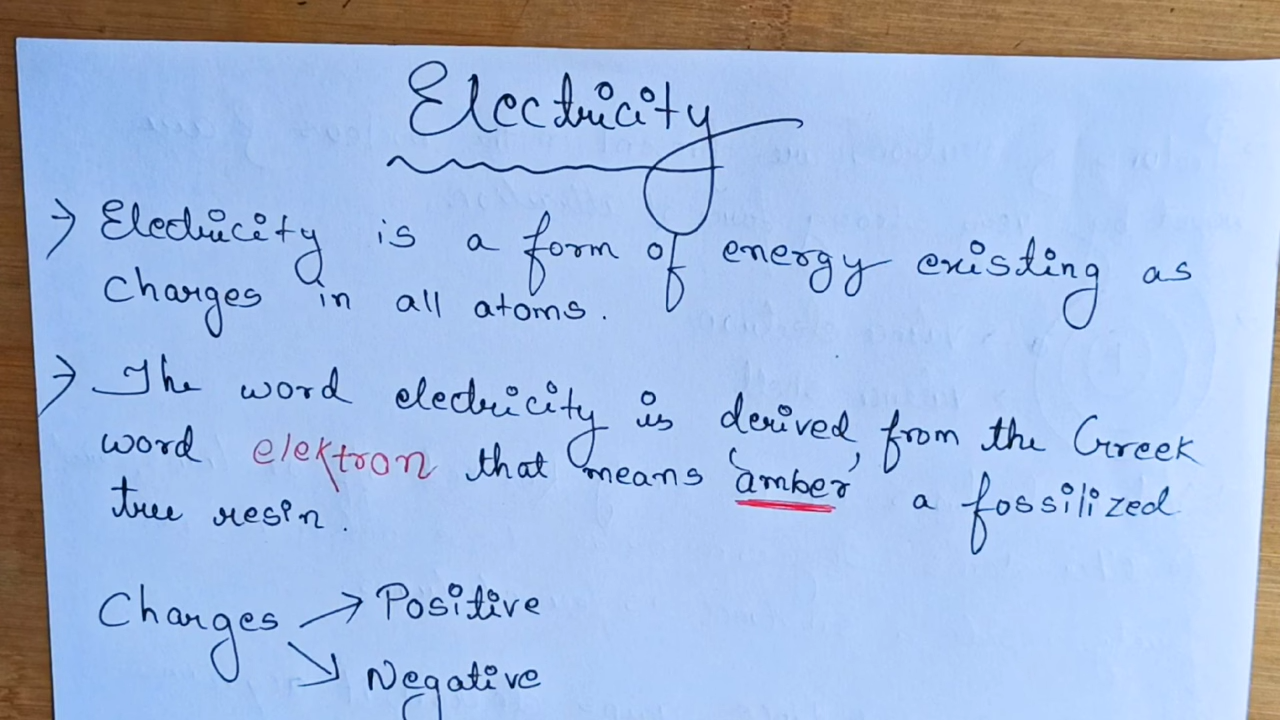 Electricity
→ Electricity is a form of energy existing as
charges in all atoms.
→ The word electricity is derived from the Greek
word elektron that means 'amber' a fossilized
tree resin.
Charges → Positive
→ Negative